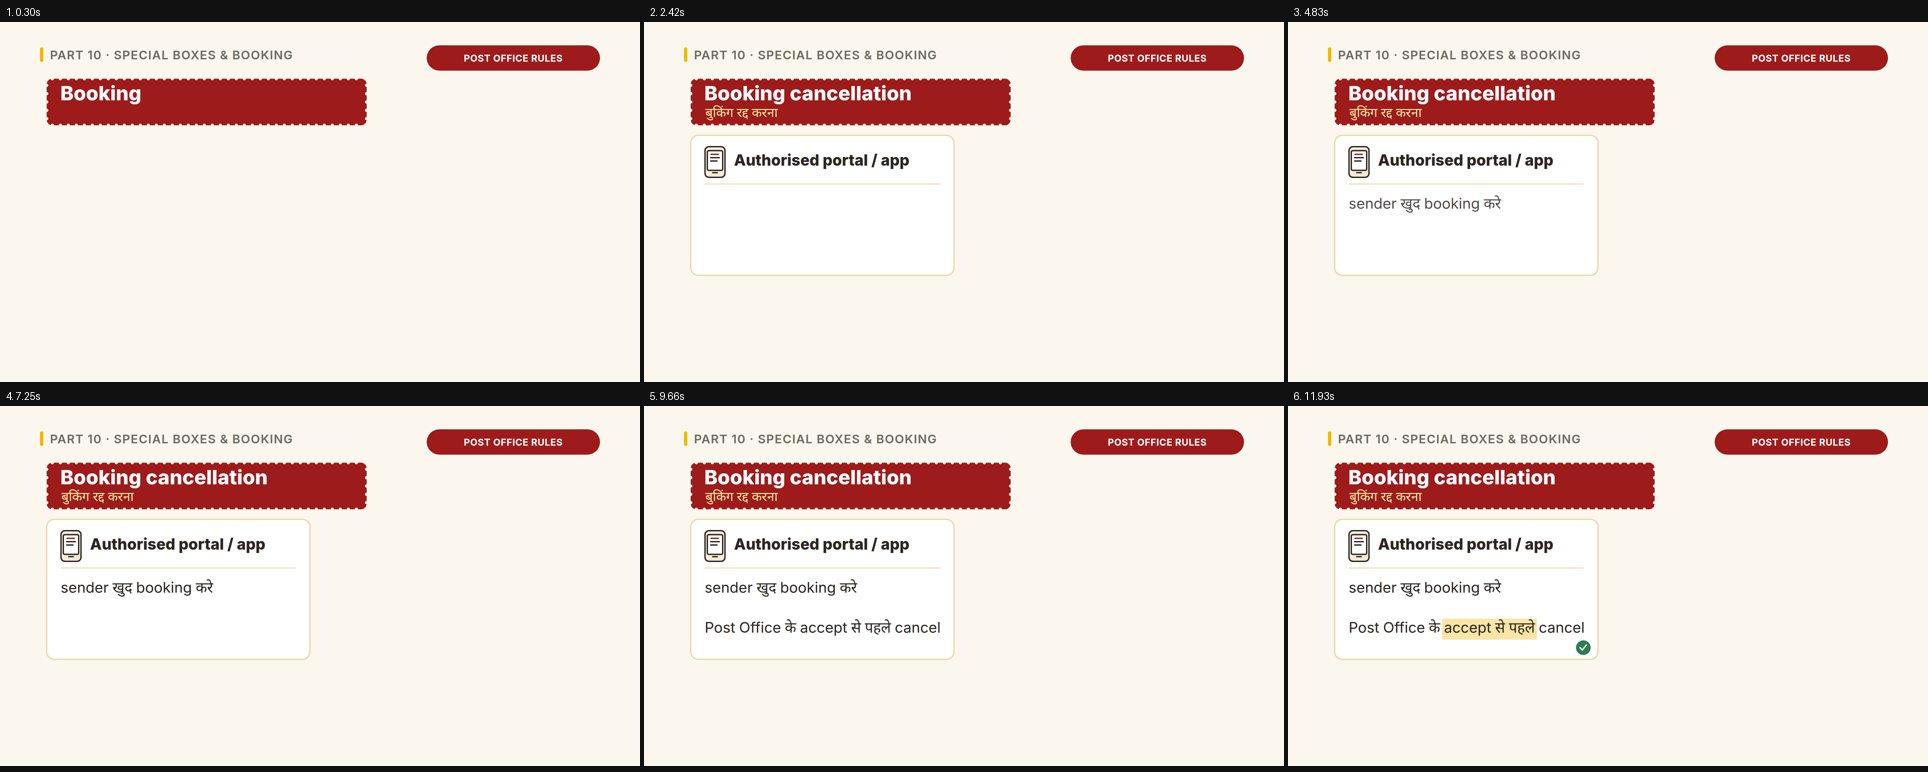 1. 0.30s
PART 10 · SPECIAL BOXES & BOOKING
POST OFFICE RULES
Booking
2. 2.42s
PART 10 · SPECIAL BOXES & BOOKING
POST OFFICE RULES
Booking cancellation
बुकिंग रद्द करना
Authorised portal / app
3. 4.83s
PART 10 · SPECIAL BOXES & BOOKING
POST OFFICE RULES
Booking cancellation
बुकिंग रद्द करना
Authorised portal / app
sender खुद booking करे
4. 7.25s
PART 10 · SPECIAL BOXES & BOOKING
POST OFFICE RULES
Booking cancellation
बुकिंग रद्द करना
Authorised portal / app
sender खुद booking करे
5. 9.66s
PART 10 · SPECIAL BOXES & BOOKING
POST OFFICE RULES
Booking cancellation
बुकिंग रद्द करना
Authorised portal / app
sender खुद booking करे
Post Office के accept से पहले cancel
6. 11.93s
PART 10 · SPECIAL BOXES & BOOKING
POST OFFICE RULES
Booking cancellation
बुकिंग रद्द करना
Authorised portal / app
sender खुद booking करे
Post Office के accept से पहले cancel